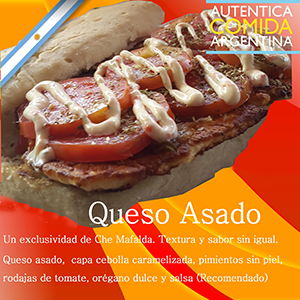 AUTENTICA
COMIDA
ARGENTINA
Queso Asado
Un exclusividad de Che Mafalda. Textura y sabor sin igual.
Queso asado, capa cebolla caramelizada, pimientos sin piel,
rodajas de tomate, orégano dulce y salsa (Recomendado)